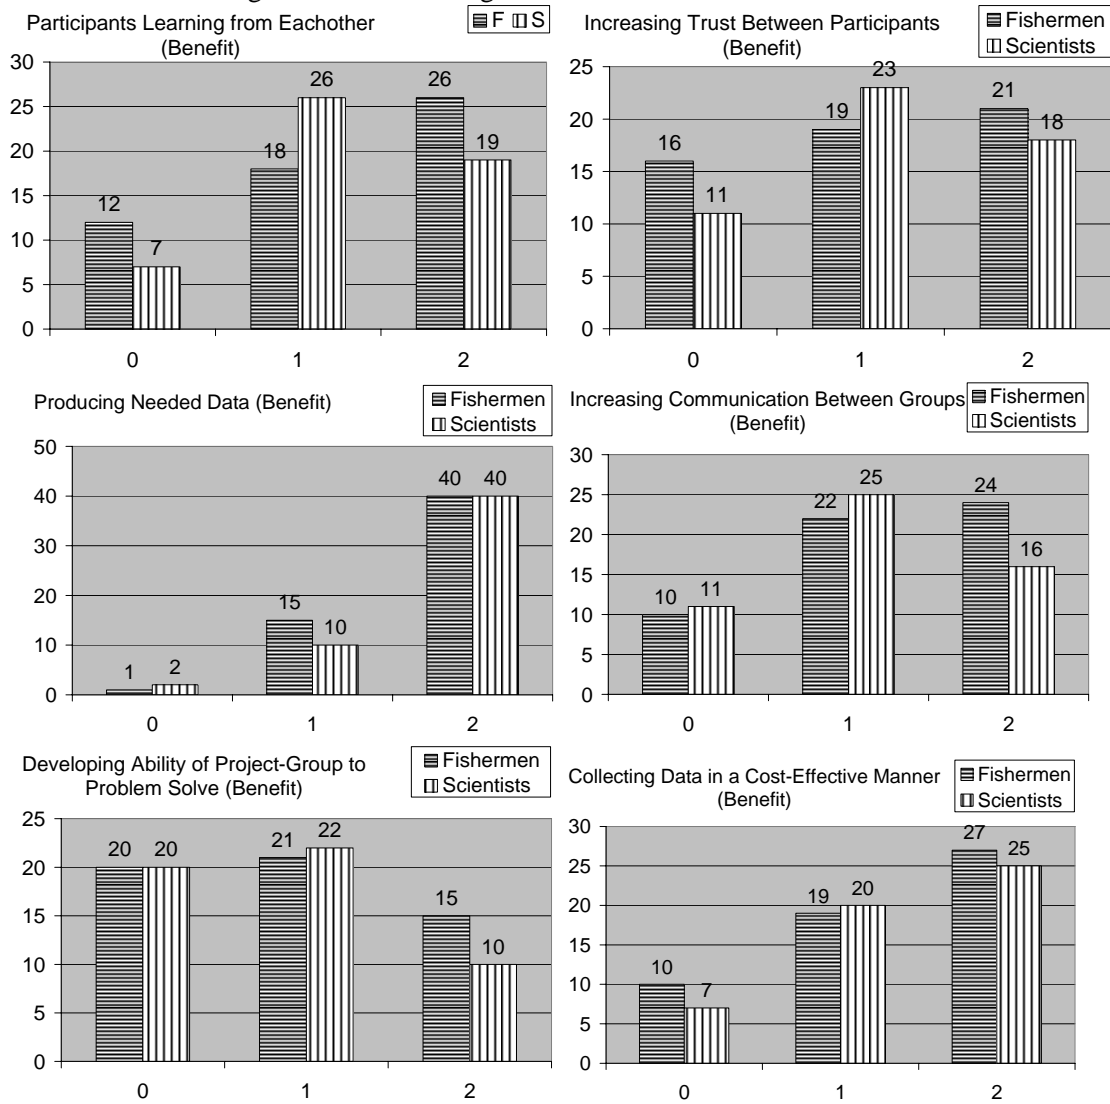 Participants Learning from Eachother
(Benefit)
F S
30
25
20
15
10
5
0
12
7
18
26
26
19
0 1 2
Increasing Trust Between Participants
(Benefit)
Fishermen
Scientists
25
20
15
10
5
0
16
11
19
23
21
18
0 1 2
Producing Needed Data (Benefit)
Fishermen
Scientists
50
40
30
20
10
0
1
2
15
10
40
40
0 1 2
Increasing Communication Between Groups
(Benefit)
Fishermen
Scientists
30
25
20
15
10
5
0
10
11
22
25
24
16
0 1 2
Developing Ability of Project-Group to
Problem Solve (Benefit)
Fishermen
Scientists
25
20
15
10
5
0
20
20
21
22
15
10
0 1 2
Collecting Data in a Cost-Effective Manner
(Benefit)
Fishermen
Scientists
30
25
20
15
10
5
0
10
7
19
20
27
25
0 1 2